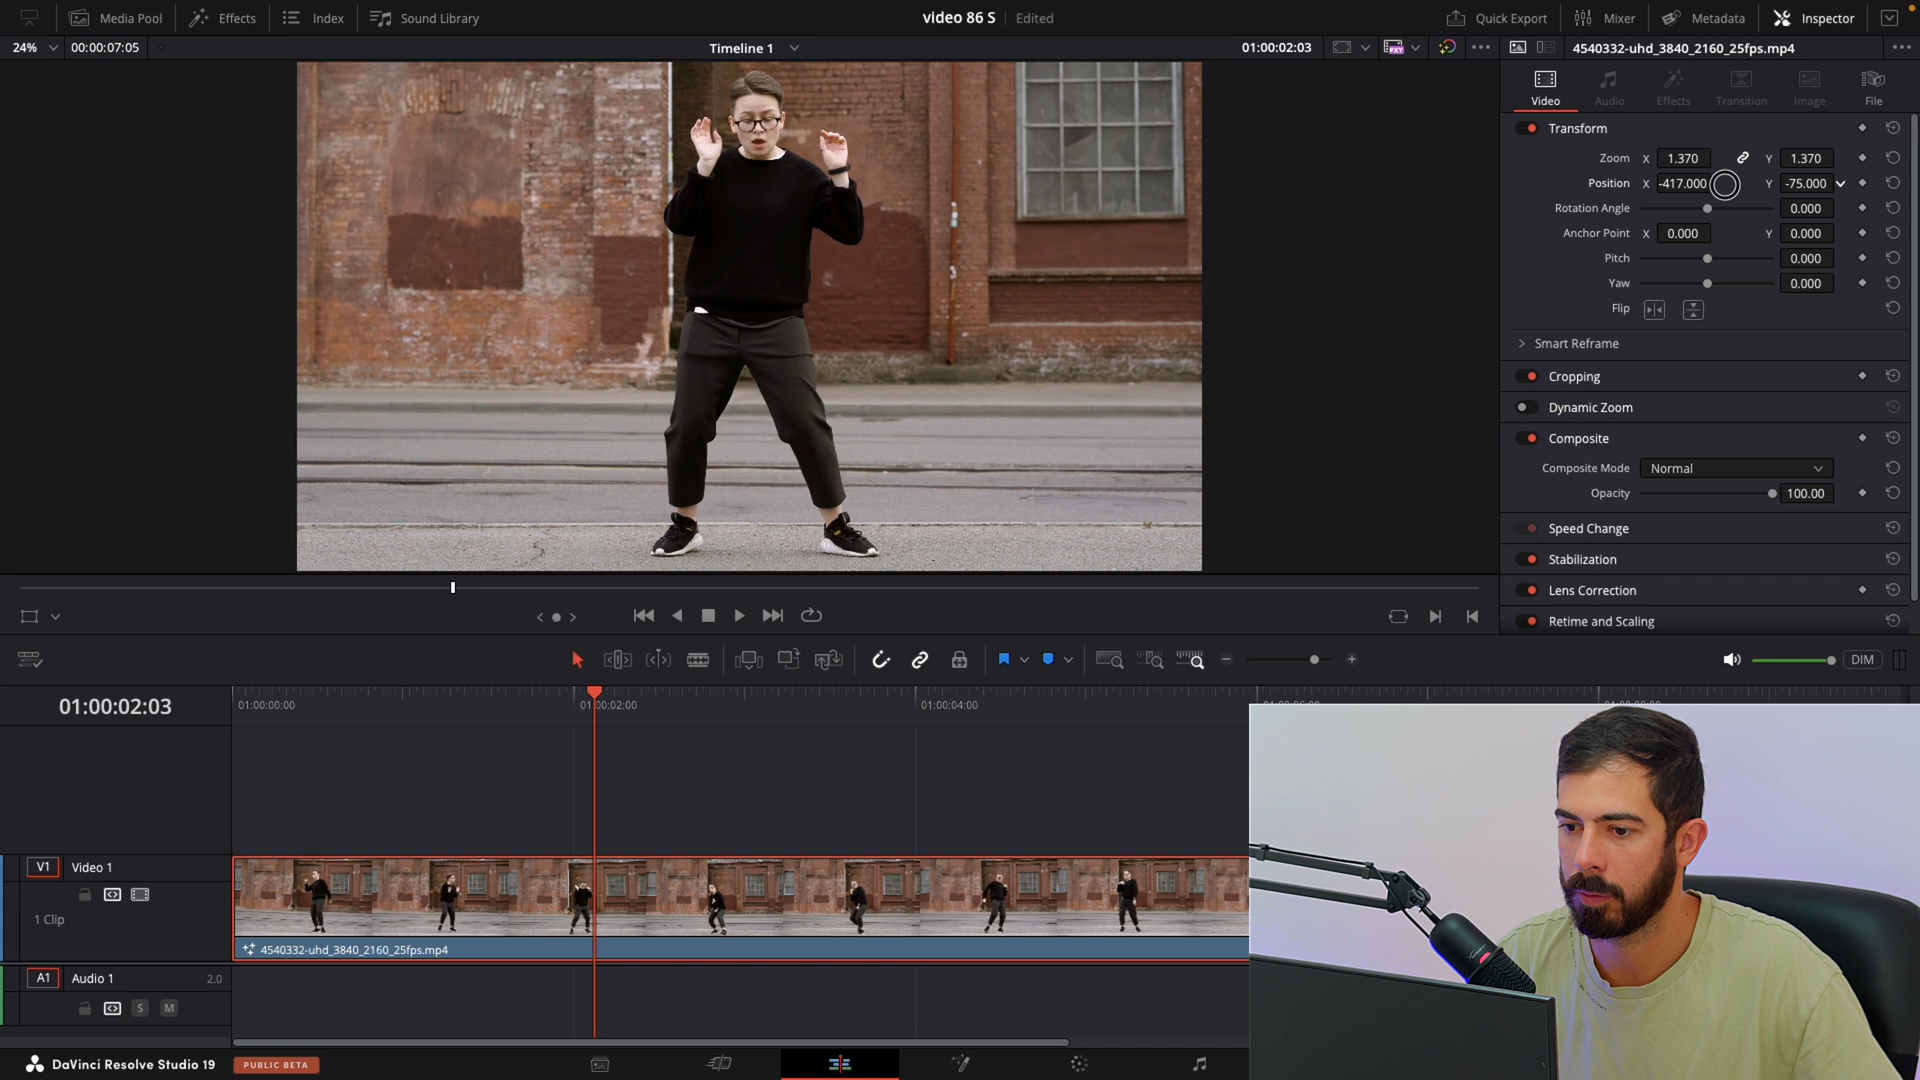 Media Pool Effects Index Sound Library video 86 S Edited Quick Export Mixer Metadata Inspector
24% 00:00:07:05 Timeline 1 01:00:02:03 PXY 4540332-uhd_3840_2160_25fps.mp4
Video Audio Effects Transition Image File
Transform
Zoom X 1.370 Y 1.370
Position X -417.000 Y -75.000
Rotation Angle 0.000
Anchor Point X 0.000 Y 0.000
Pitch 0.000
Yaw 0.000
Flip
Smart Reframe
Cropping
Dynamic Zoom
Composite
Composite Mode Normal
Opacity 100.00
Speed Change
Stabilization
Lens Correction
Retime and Scaling
DIM
01:00:02:03 01:00:00:00 01:00:02:00 01:00:04:00
V1 Video 1
1 Clip
4540332-uhd_3840_2160_25fps.mp4
A1 Audio 1 2.0
S M
DaVinci Resolve Studio 19 PUBLIC BETA